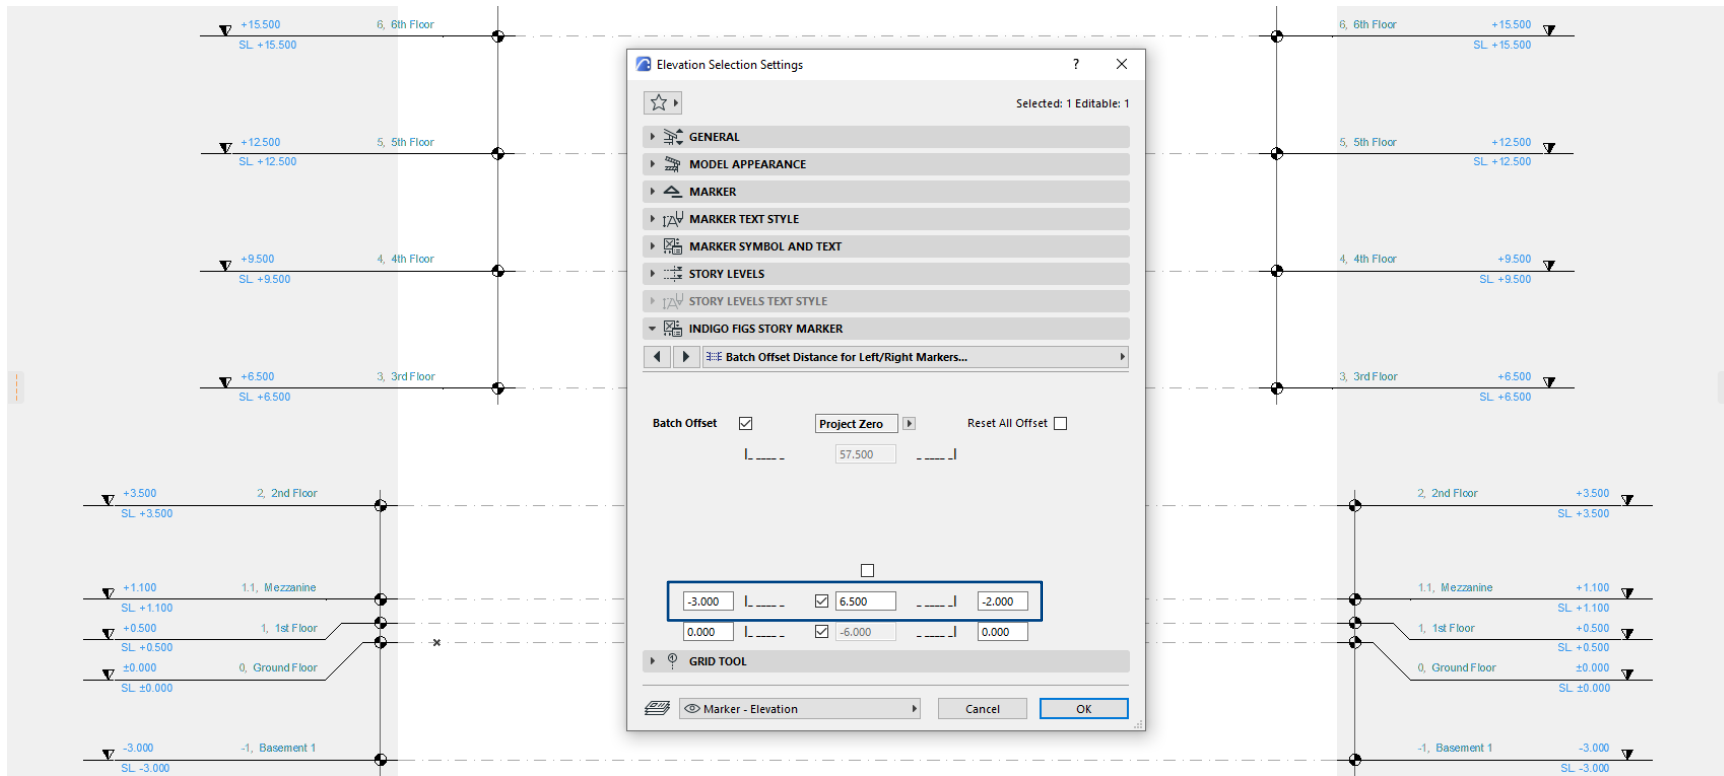 +15.500 6, 6th Floor
SL. +15.500
6, 6th Floor +15.500
SL. +15.500
Elevation Selection Settings ?
Selected: 1 Editable: 1
GENERAL
+12.500 5, 5th Floor
SL. +12.500
5, 5th Floor +12.500
SL. +12.500
MODEL APPEARANCE
MARKER
MARKER TEXT STYLE
MARKER SYMBOL AND TEXT
+9.500 4, 4th Floor
SL. +9.500
4, 4th Floor +9.500
SL. +9.500
STORY LEVELS
STORY LEVELS TEXT STYLE
INDIGO FIGS STORY MARKER
Batch Offset Distance for Left/Right Markers...
+6.500 3, 3rd Floor
SL. +6.500
3, 3rd Floor +6.500
SL. +6.500
Batch Offset Project Zero Reset All Offset
57.500
+3.500 2, 2nd Floor
SL. +3.500
2, 2nd Floor +3.500
SL. +3.500
+1.100 1.1, Mezzanine
SL. +1.100
1.1, Mezzanine +1.100
SL. +1.100
-3.000 6.500 -2.000
+0.500 1, 1st Floor
SL. +0.500
1, 1st Floor +0.500
SL. +0.500
0.000 -6.000 0.000
±0.000 0, Ground Floor
SL. ±0.000
0, Ground Floor ±0.000
SL. ±0.000
GRID TOOL
Marker - Elevation Cancel OK
-3.000 -1, Basement 1
SL. -3.000
-1, Basement 1 -3.000
SL. -3.000